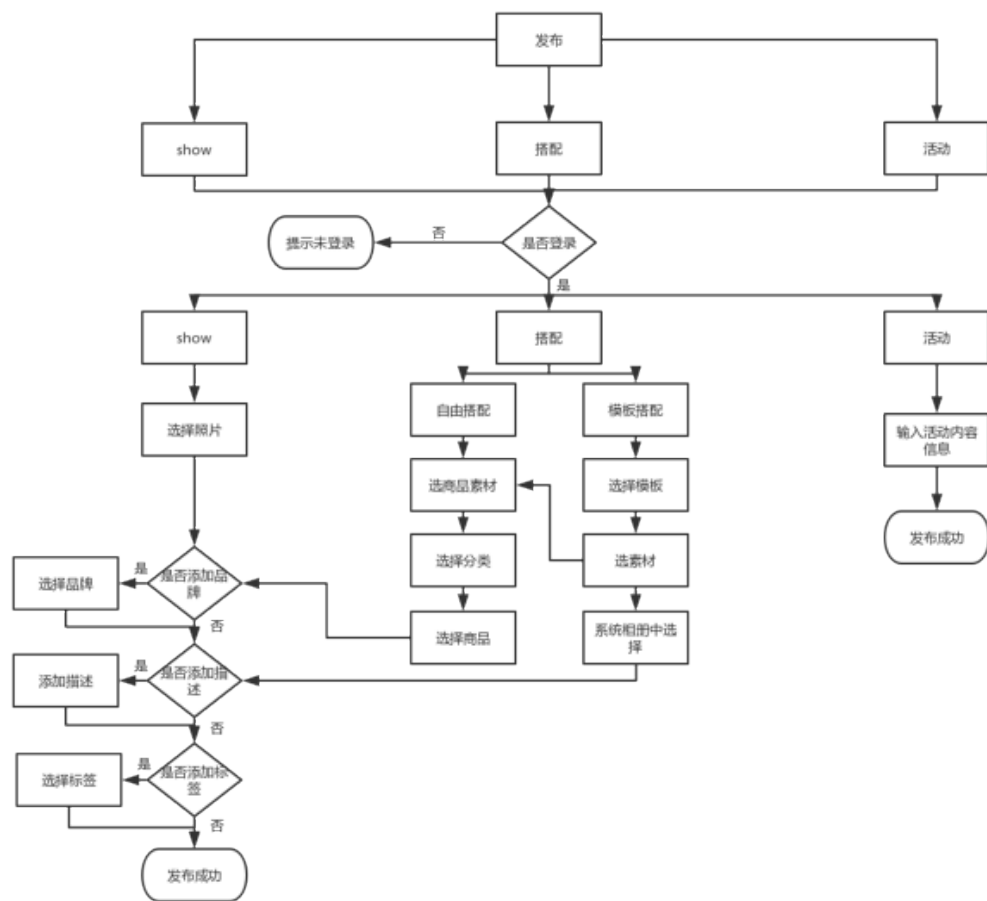 发布
show
搭配
活动
提示未登录
否
是否登录
是
show
搭配
活动
选择照片
自由搭配
模板搭配
输入活动内容
信息
选商品素材
选择模板
发布成功
选择品牌
是
是否添加品
牌
选择分类
选素材
否
选择商品
系统相册中选
择
添加描述
是
是否添加描
述
否
选择标签
是
是否添加标
签
否
发布成功